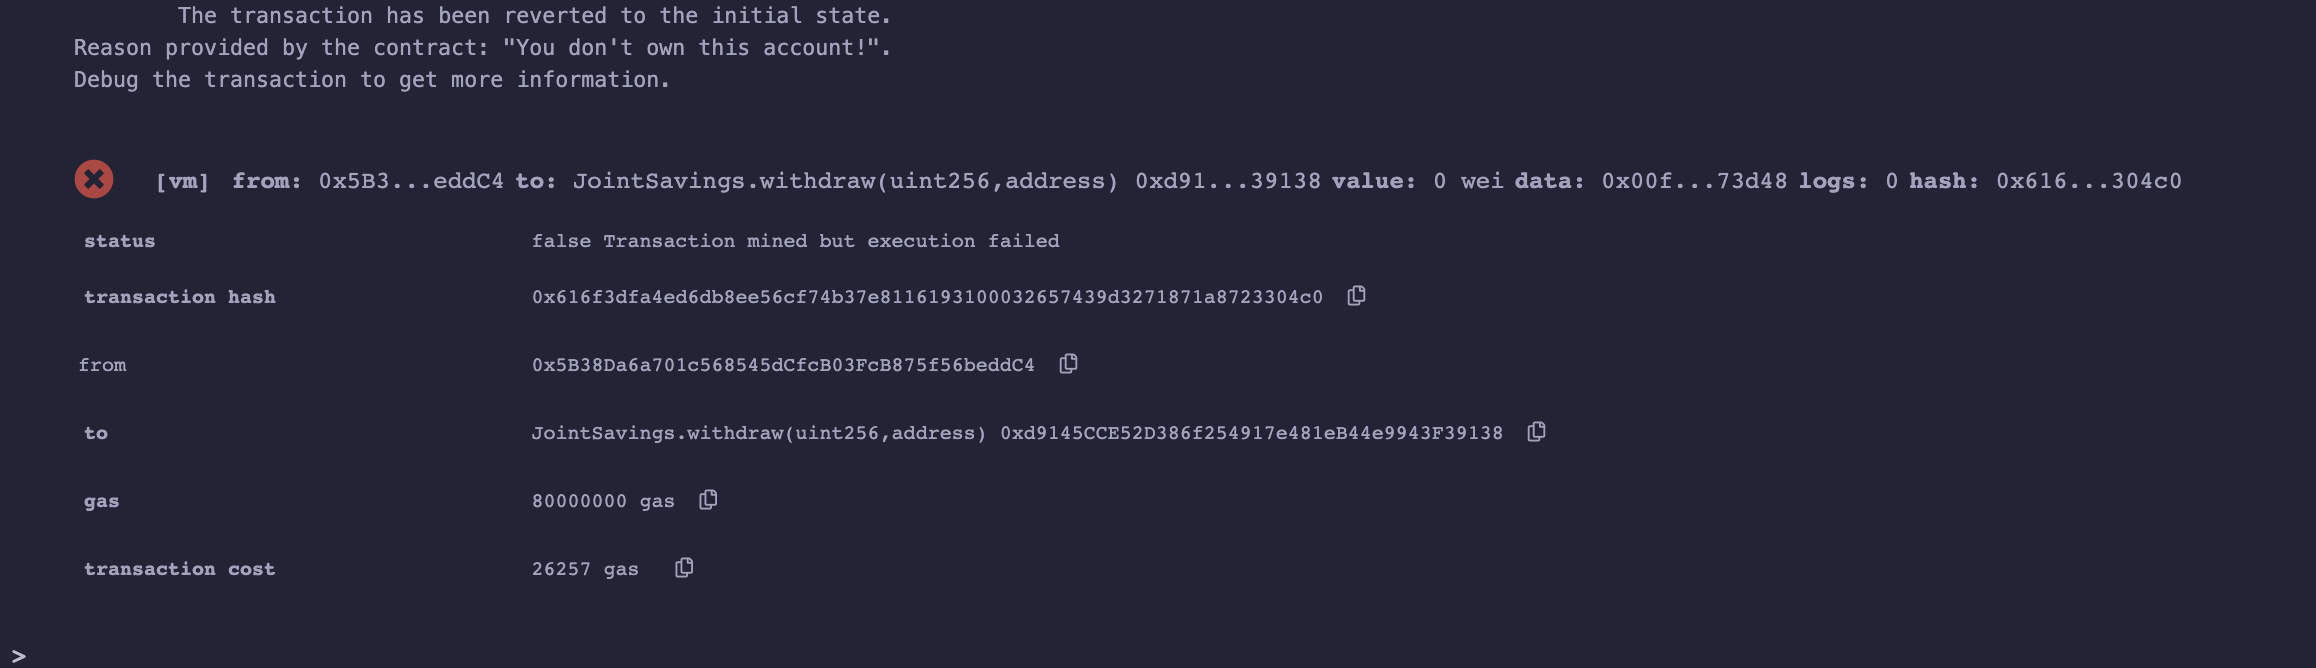 The transaction has been reverted to the initial state.
Reason provided by the contract: "You don't own this account!".
Debug the transaction to get more information.
[vm] from: 0x5B3...eddC4 to: JointSavings.withdraw(uint256,address) 0xd91...39138 value: 0 wei data: 0x00f...73d48 logs: 0 hash: 0x616...304c0
status false Transaction mined but execution failed
transaction hash 0x616f3dfa4ed6db8ee56cf74b37e8116193100032657439d3271871a8723304c0
from 0x5B38Da6a701c568545dCfcB03FcB875f56beddC4
to JointSavings.withdraw(uint256,address) 0xd9145CCE52D386f254917e481eB44e9943F39138
gas 80000000 gas
transaction cost 26257 gas
>